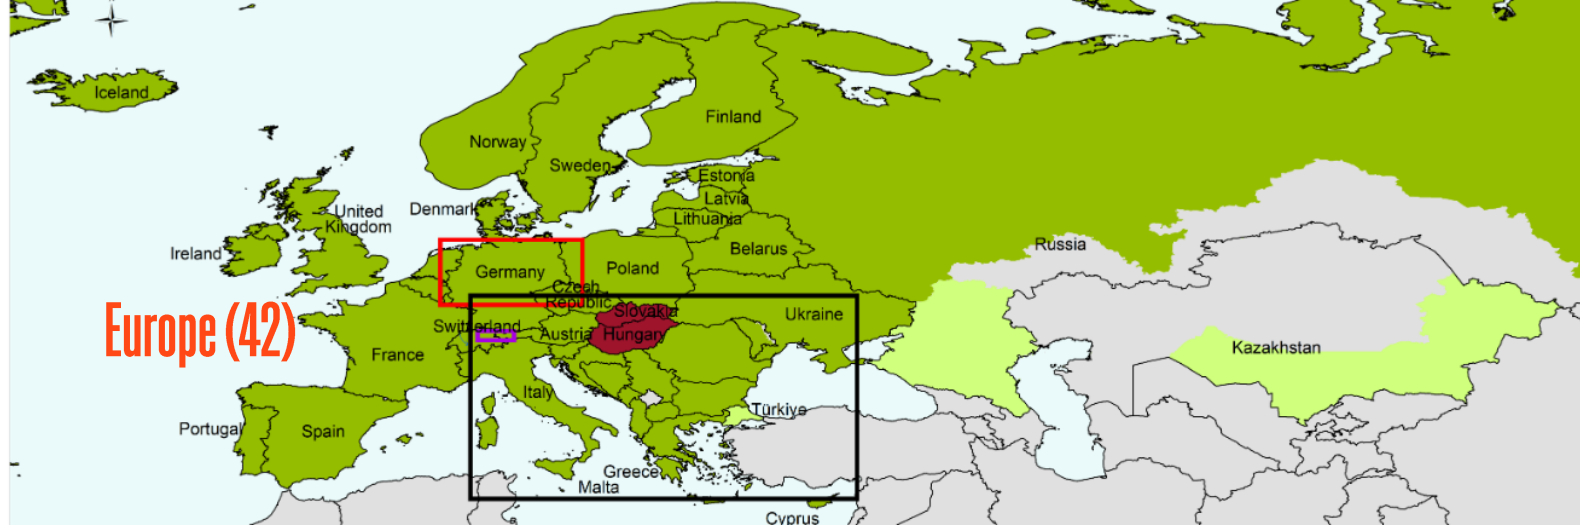 Iceland
Finland
Norway
Sweden
Estonia
Latvia
Denmark
United
Kingdom
Lithuania
Ireland
Belarus
Russia
Germany
Poland
Czech
Republic
Europe (42)
Slovakia
Ukraine
Switzerland
Austria
Hungary
Kazakhstan
France
Italy
Türkiye
Portugal
Spain
Greece
Malta
Cyprus